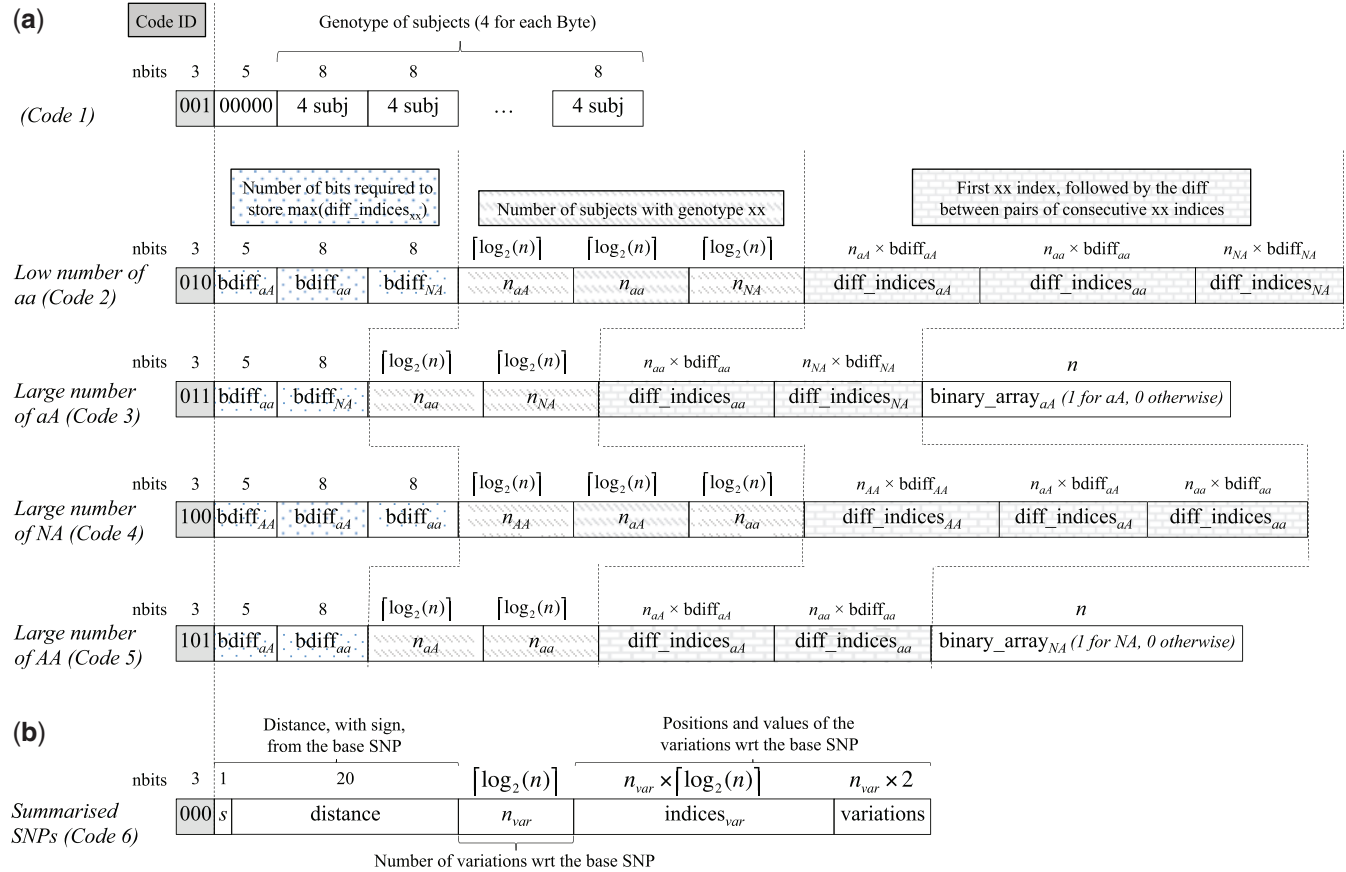 (a)
Code ID
Genotype of subjects (4 for each Byte)
nbits 3 5 8 8 8
(Code 1) 001 00000 4 subj 4 subj … 4 subj
Number of bits required to
store max(diff_indices_xx)
Number of subjects with genotype xx
First xx index, followed by the diff
between pairs of consecutive xx indices
nbits 3 5 8 8 ⌈log₂(n)⌉ ⌈log₂(n)⌉ ⌈log₂(n)⌉ n_aA × bdiff_aA n_aa × bdiff_aa n_NA × bdiff_NA
Low number of
aa (Code 2) 010 bdiff_aA bdiff_aa bdiff_NA n_aA n_aa n_NA diff_indices_aA diff_indices_aa diff_indices_NA
nbits 3 5 8 ⌈log₂(n)⌉ ⌈log₂(n)⌉ n_aa × bdiff_aa n_NA × bdiff_NA n
Large number
of aA (Code 3) 011 bdiff_aa bdiff_NA n_aa n_NA diff_indices_aa diff_indices_NA binary_array_aA (1 for aA, 0 otherwise)
nbits 3 5 8 8 ⌈log₂(n)⌉ ⌈log₂(n)⌉ ⌈log₂(n)⌉ n_AA × bdiff_AA n_aA × bdiff_aA n_aa × bdiff_aa
Large number
of NA (Code 4) 100 bdiff_AA bdiff_aA bdiff_aa n_AA n_aA n_aa diff_indices_AA diff_indices_aA diff_indices_aa
nbits 3 5 8 ⌈log₂(n)⌉ ⌈log₂(n)⌉ n_aA × bdiff_aA n_aa × bdiff_aa n
Large number
of AA (Code 5) 101 bdiff_aA bdiff_aa n_aA n_aa diff_indices_aA diff_indices_aa binary_array_NA (1 for NA, 0 otherwise)
(b)
Distance, with sign,
from the base SNP
Positions and values of the
variations wrt the base SNP
nbits 3 1 20 ⌈log₂(n)⌉ n_var × ⌈log₂(n)⌉ n_var × 2
Summarised
SNPs (Code 6) 000 s distance n_var indices_var variations
Number of variations wrt the base SNP